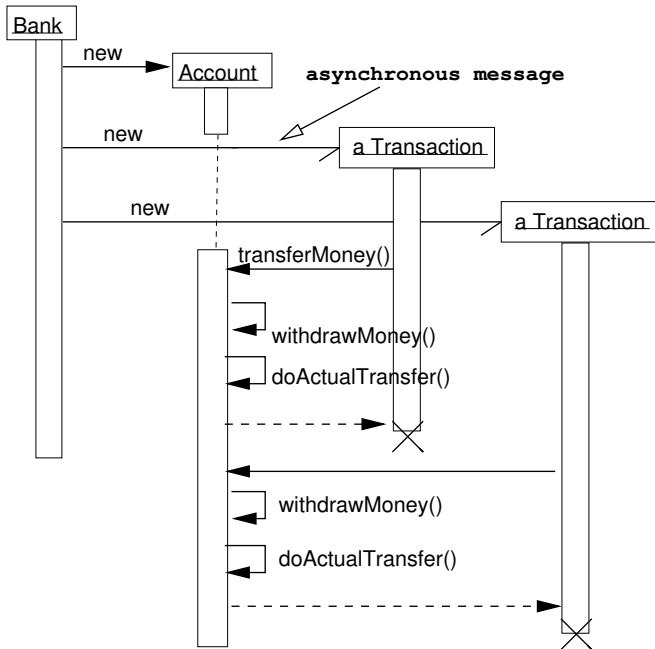 Bank
new
Account
asynchronous message
new
a Transaction
new
a Transaction
transferMoney()
withdrawMoney()
doActualTransfer()
withdrawMoney()
doActualTransfer()